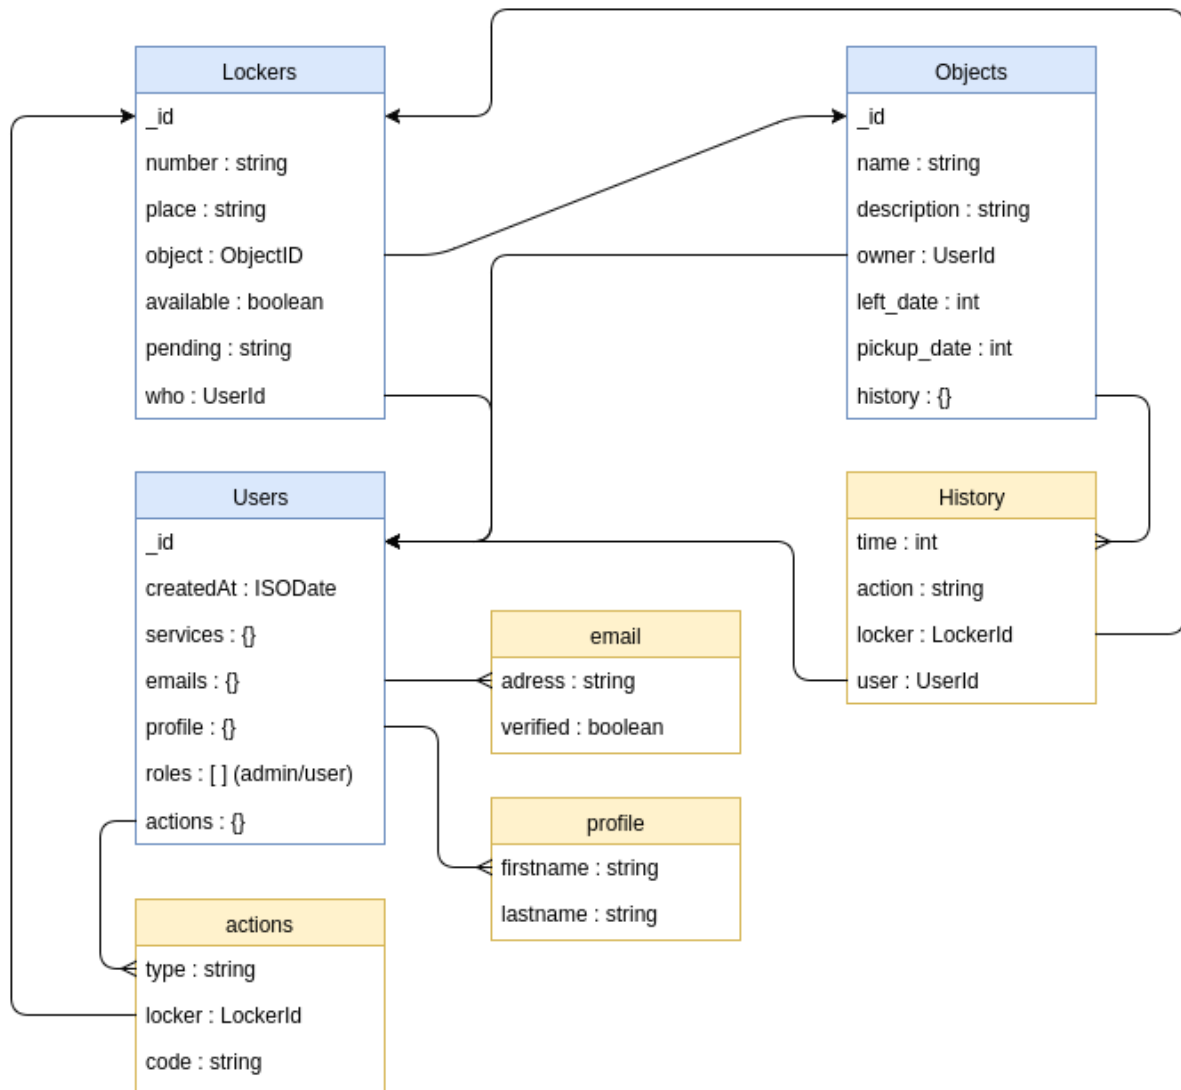 Lockers
_id
number : string
place : string
object : ObjectID
available : boolean
pending : string
who : UserId
Objects
_id
name : string
description : string
owner : UserId
left_date : int
pickup_date : int
history : {}
Users
_id
createdAt : ISODate
services : {}
emails : {}
profile : {}
roles : [ ] (admin/user)
actions : {}
History
time : int
action : string
locker : LockerId
user : UserId
email
adress : string
verified : boolean
profile
firstname : string
lastname : string
actions
type : string
locker : LockerId
code : string